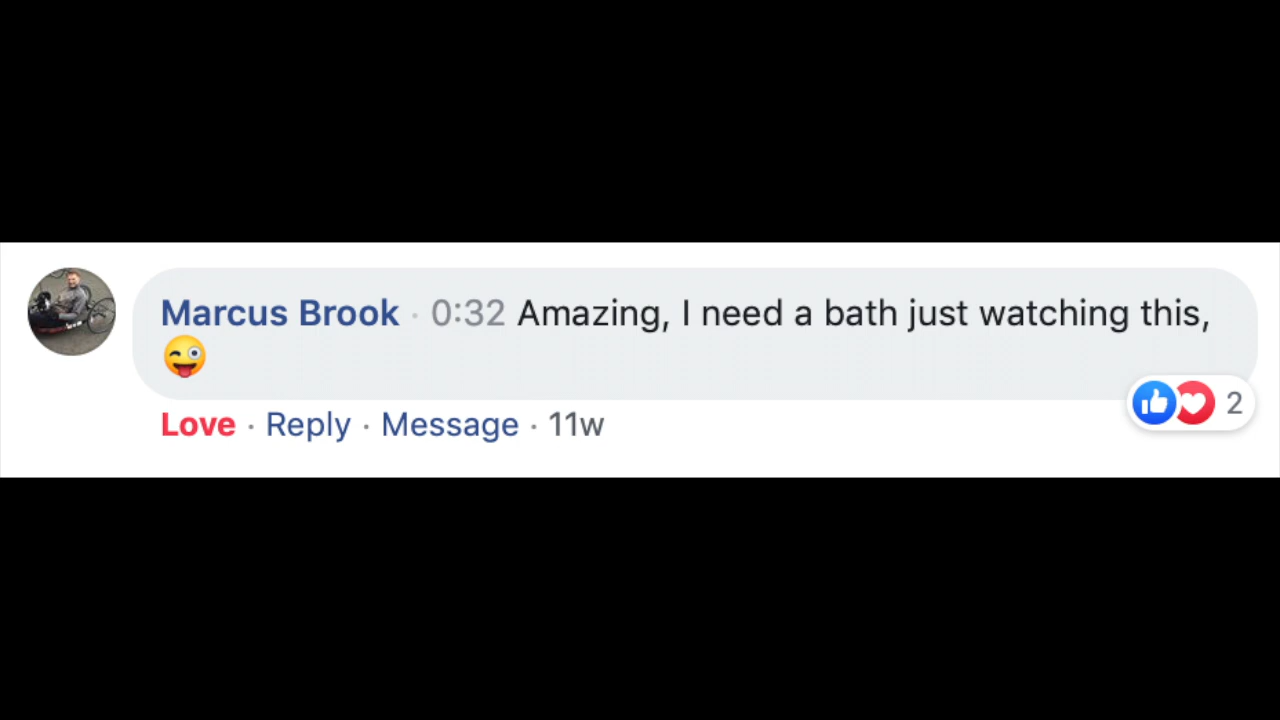 Marcus Brook · 0:32 Amazing, I need a bath just watching this,
😜
Love · Reply · Message · 11w
2